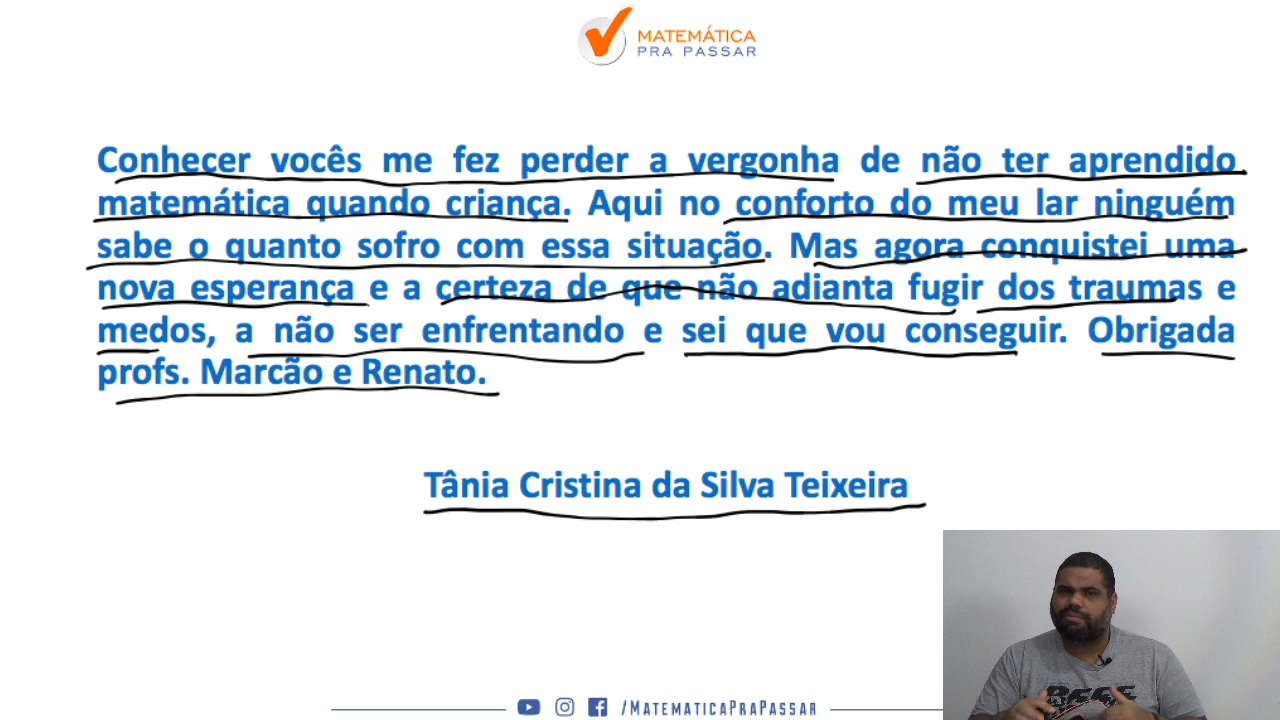 MATEMÁTICA
PRA PASSAR
Conhecer vocês me fez perder a vergonha de não ter aprendido
matemática quando criança. Aqui no conforto do meu lar ninguém
sabe o quanto sofro com essa situação. Mas agora conquistei uma
nova esperança e a certeza de que não adianta fugir dos traumas e
medos, a não ser enfrentando e sei que vou conseguir. Obrigada
profs. Marcão e Renato.
Tânia Cristina da Silva Teixeira
/MATEMATICAPRAPASSAR